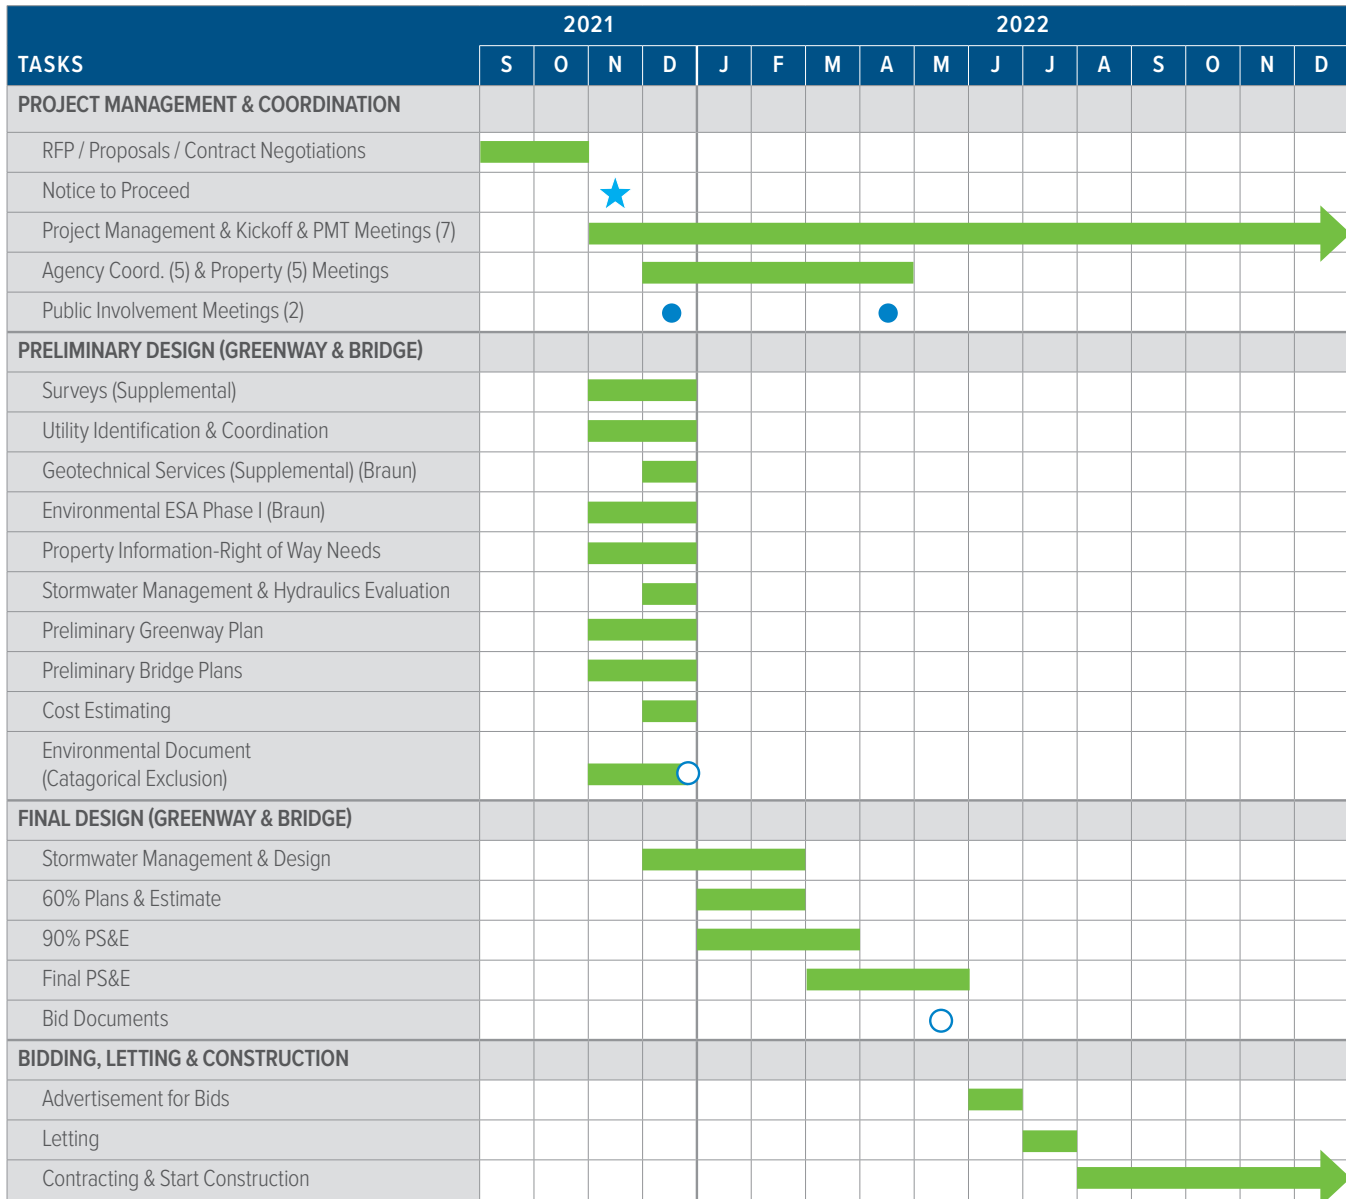 2021 2022
TASKS S O N D J F M A M J J A S O N D
PROJECT MANAGEMENT & COORDINATION
RFP / Proposals / Contract Negotiations
Notice to Proceed
Project Management & Kickoff & PMT Meetings (7)
Agency Coord. (5) & Property (5) Meetings
Public Involvement Meetings (2)
PRELIMINARY DESIGN (GREENWAY & BRIDGE)
Surveys (Supplemental)
Utility Identification & Coordination
Geotechnical Services (Supplemental) (Braun)
Environmental ESA Phase I (Braun)
Property Information-Right of Way Needs
Stormwater Management & Hydraulics Evaluation
Preliminary Greenway Plan
Preliminary Bridge Plans
Cost Estimating
Environmental Document
(Catagorical Exclusion)
FINAL DESIGN (GREENWAY & BRIDGE)
Stormwater Management & Design
60% Plans & Estimate
90% PS&E
Final PS&E
Bid Documents
BIDDING, LETTING & CONSTRUCTION
Advertisement for Bids
Letting
Contracting & Start Construction